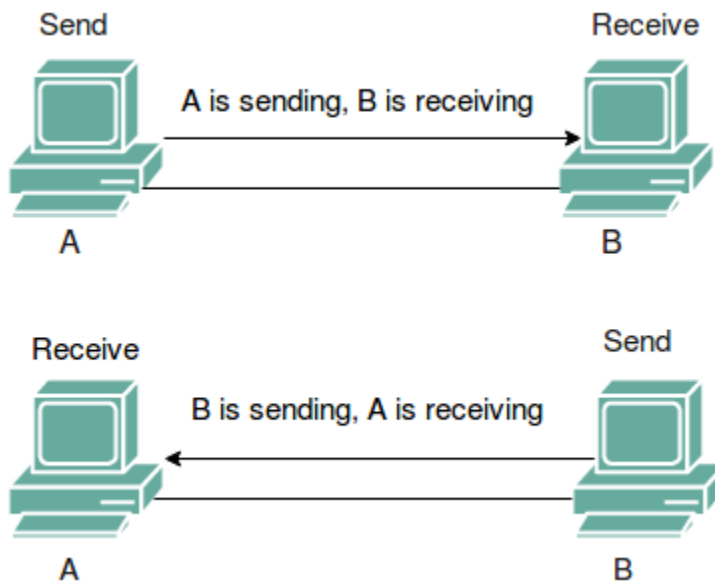 Send
Receive
A is sending, B is receiving
A
B
Receive
Send
B is sending, A is receiving
A
B